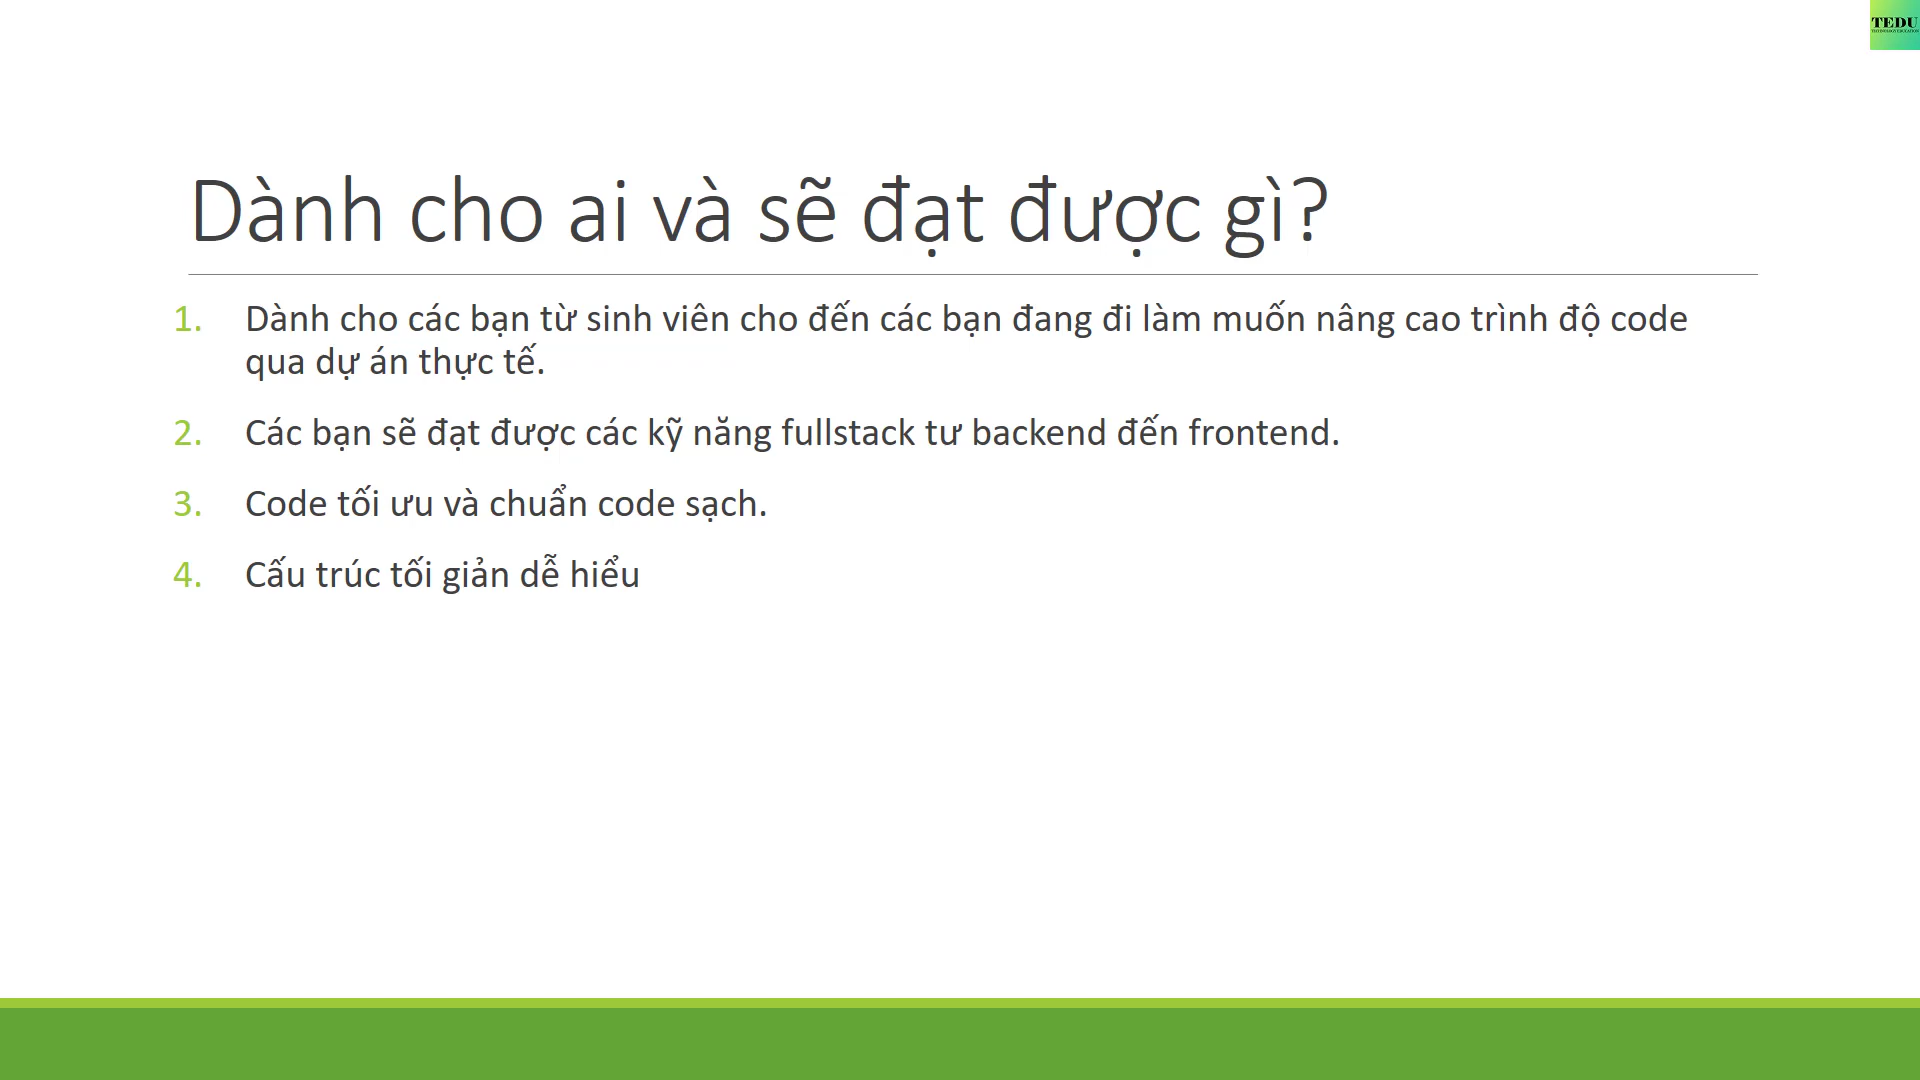 TEDU
Dành cho ai và sẽ đạt được gì?
1. Dành cho các bạn từ sinh viên cho đến các bạn đang đi làm muốn nâng cao trình độ code
qua dự án thực tế.
2. Các bạn sẽ đạt được các kỹ năng fullstack tư backend đến frontend.
3. Code tối ưu và chuẩn code sạch.
4. Cấu trúc tối giản dễ hiểu